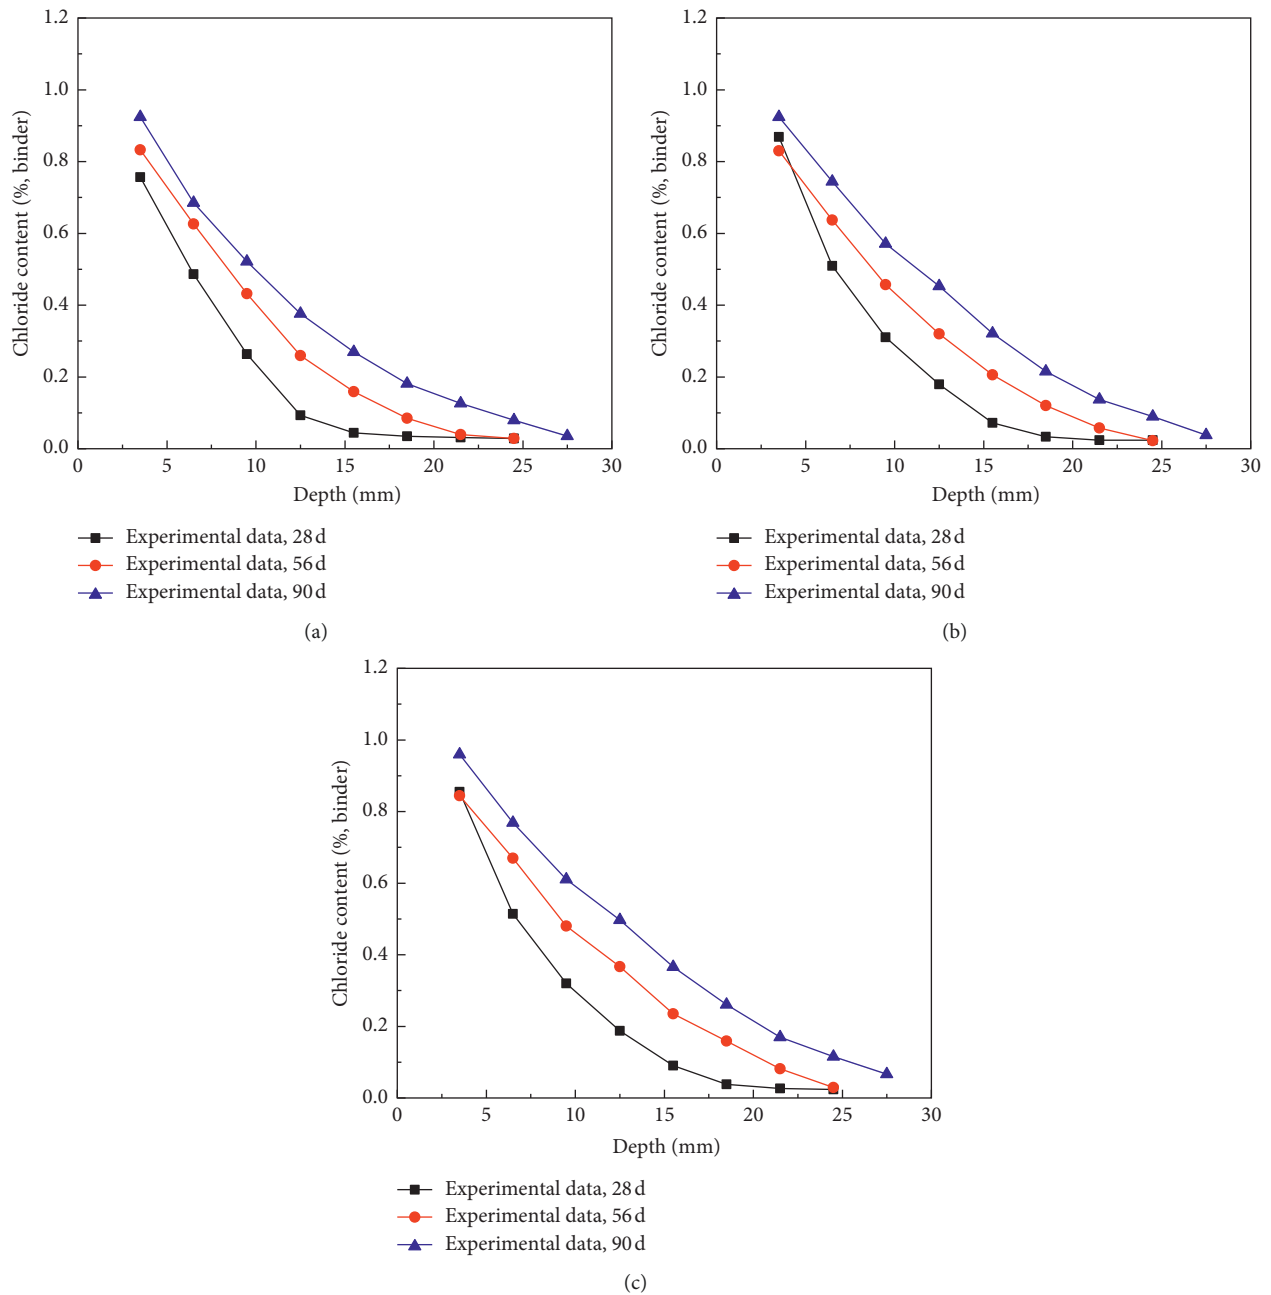 1.2
1.0
0.8
0.6
0.4
0.2
0.0
Chloride content (%, binder)
0 5 10 15 20 25 30
Depth (mm)
Experimental data, 28 d
Experimental data, 56 d
Experimental data, 90 d
(a)
1.2
1.0
0.8
0.6
0.4
0.2
0.0
Chloride content (%, binder)
0 5 10 15 20 25 30
Depth (mm)
Experimental data, 28 d
Experimental data, 56 d
Experimental data, 90 d
(b)
1.2
1.0
0.8
0.6
0.4
0.2
0.0
Chloride content (%, binder)
0 5 10 15 20 25 30
Depth (mm)
Experimental data, 28 d
Experimental data, 56 d
Experimental data, 90 d
(c)